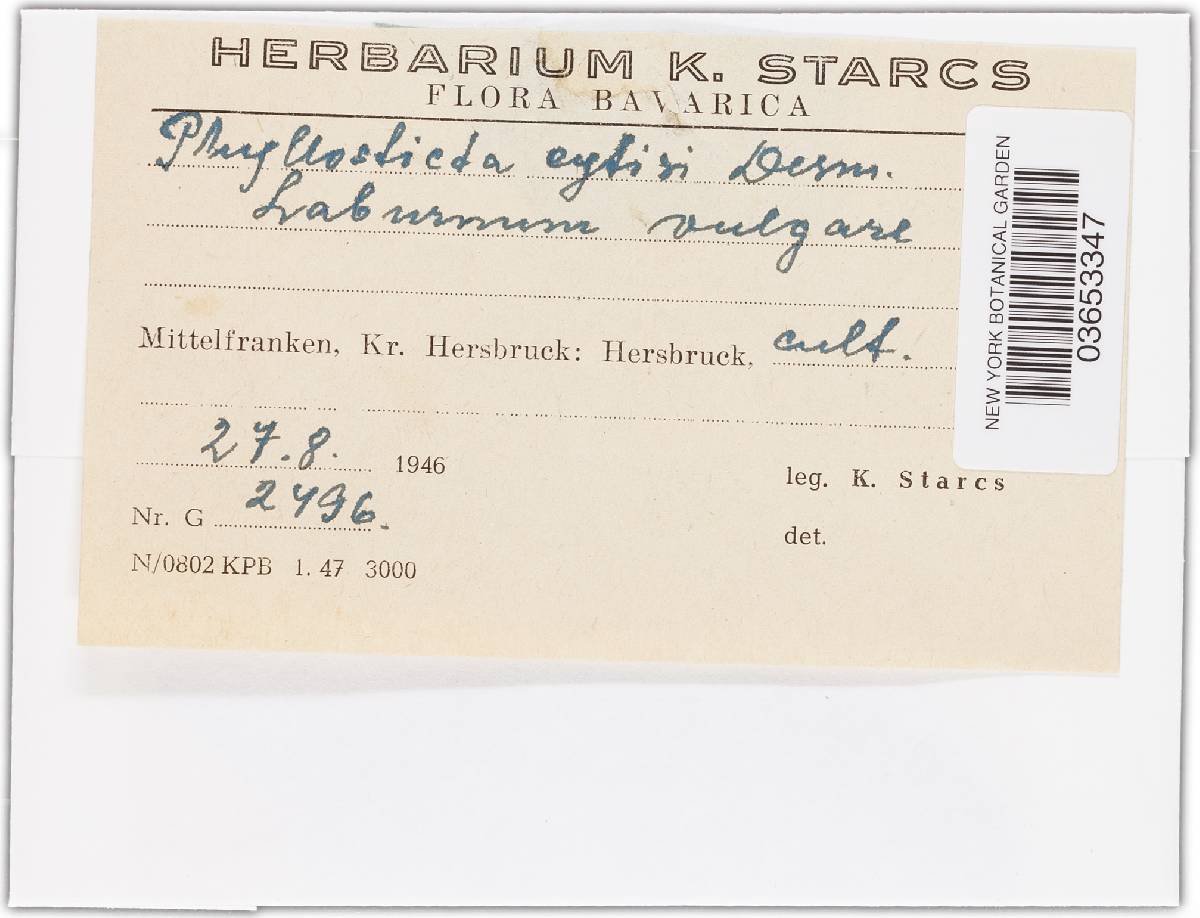 HERBARIUM K. STARCS
FLORA BAVARICA
Phyllosticta cytisi Desm.
Laburnum vulgare
Mittelfranken, Kr. Hersbruck: Hersbruck, cult.
27.8. 1946
leg. K. Starcs
Nr. G 2496.
det.
N/0802 KPB 1.47 3000
NEW YORK BOTANICAL GARDEN
03653347